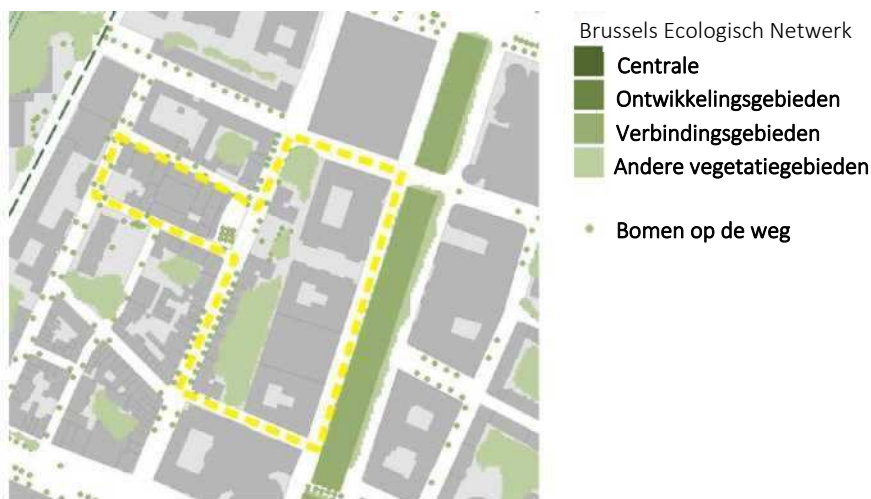 Brussels Ecologisch Netwerk
Centrale
Ontwikkelingsgebieden
Verbindingsgebieden
Andere vegetatiegebieden
Bomen op de weg